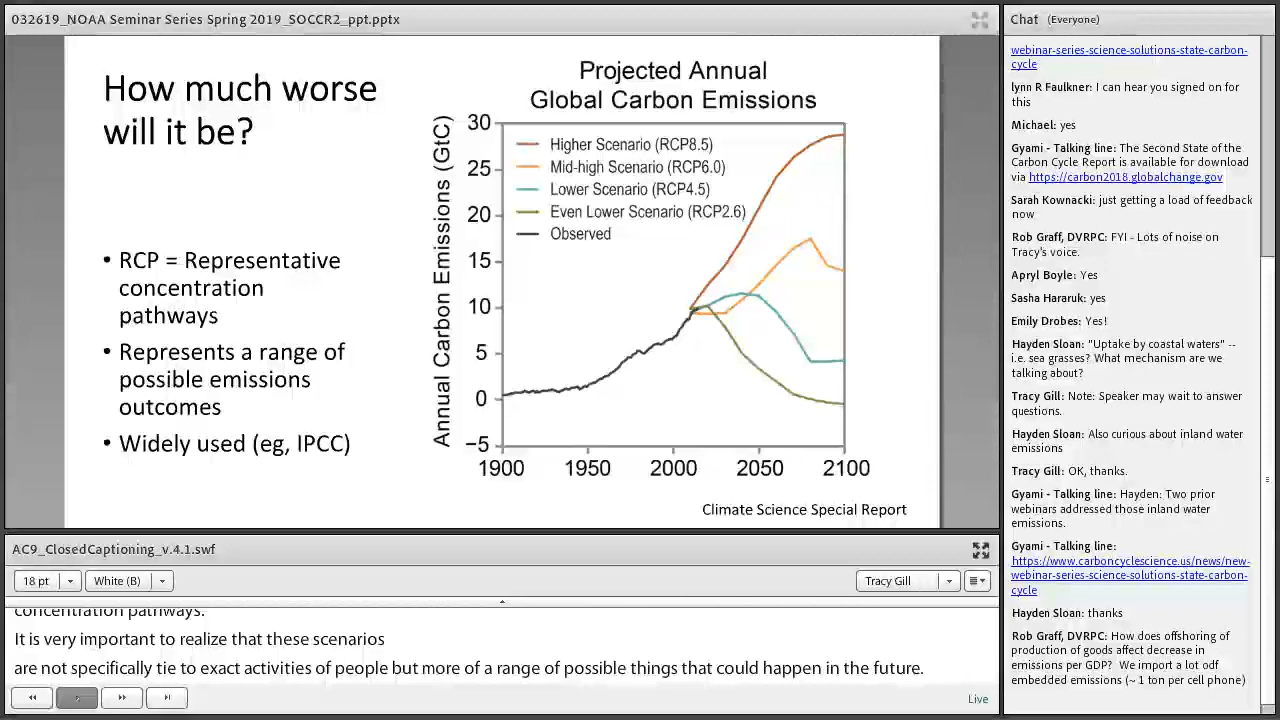 032619_NOAA Seminar Series Spring 2019_SOCCR2_ppt.pptx
How much worse
will it be?
• RCP = Representative
concentration
pathways
• Represents a range of
possible emissions
outcomes
• Widely used (eg, IPCC)
Projected Annual
Global Carbon Emissions
Annual Carbon Emissions (GtC)
30
25
20
15
10
5
0
−5
Higher Scenario (RCP8.5)
Mid-high Scenario (RCP6.0)
Lower Scenario (RCP4.5)
Even Lower Scenario (RCP2.6)
Observed
1900 1950 2000 2050 2100
Climate Science Special Report
AC9_ClosedCaptioning_v.4.1.swf
18 pt White (B) Tracy Gill
concentration pathways.
It is very important to realize that these scenarios
are not specifically tie to exact activities of people but more of a range of possible things that could happen in the future.
Live
Chat (Everyone)
webinar-series-science-solutions-state-carbon-
cycle
lynn R Faulkner: I can hear you signed on for
this
Michael: yes
Gyami - Talking line: The Second State of the
Carbon Cycle Report is available for download
via https://carbon2018.globalchange.gov
Sarah Kownacki: just getting a load of feedback
now
Rob Graff, DVRPC: FYI - Lots of noise on
Tracy's voice.
Apryl Boyle: Yes
Sasha Hararuk: yes
Emily Drobes: Yes!
Hayden Sloan: "Uptake by coastal waters" --
i.e. sea grasses? What mechanism are we
talking about?
Tracy Gill: Note: Speaker may wait to answer
questions.
Hayden Sloan: Also curious about inland water
emissions
Tracy Gill: OK, thanks.
Gyami - Talking line: Hayden: Two prior
webinars addressed those inland water
emissions.
Gyami - Talking line:
https://www.carboncyclescience.us/news/new-
webinar-series-science-solutions-state-carbon-
cycle
Hayden Sloan: thanks
Rob Graff, DVRPC: How does offshoring of
production of goods affect decrease in
emissions per GDP? We import a lot odf
embedded emissions (~ 1 ton per cell phone)